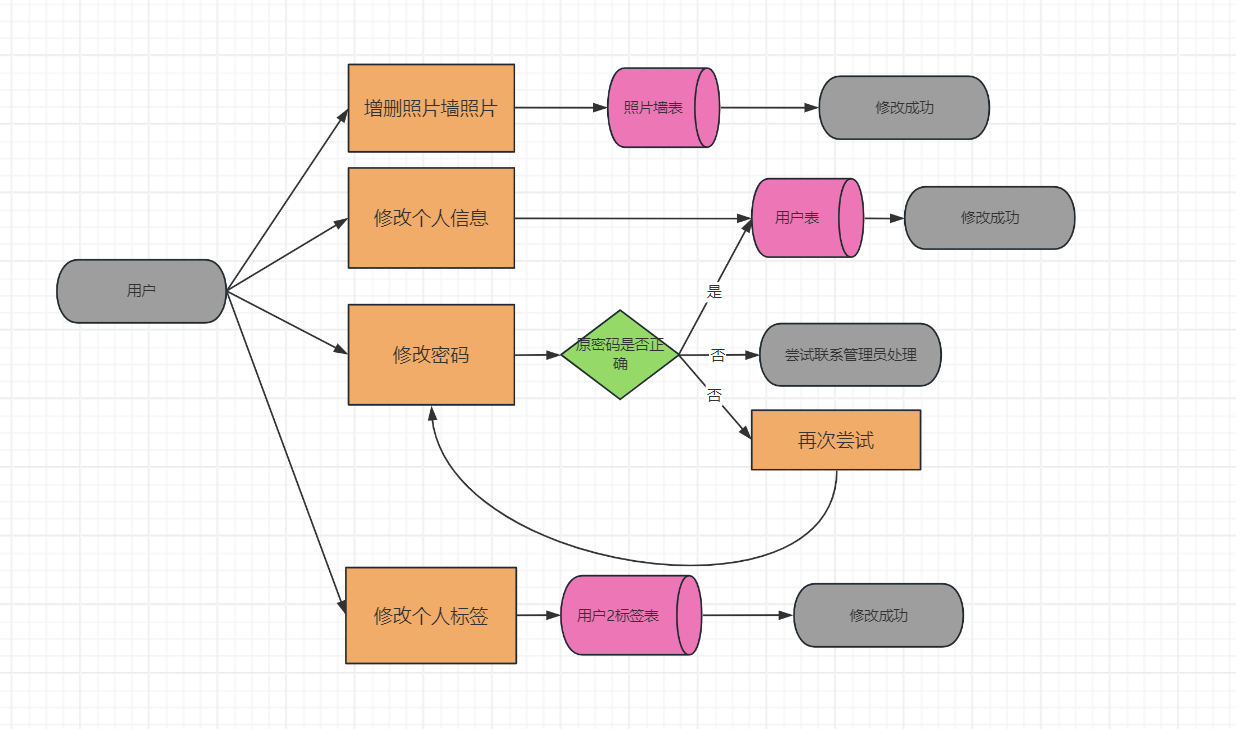 增删照片墙照片
照片墙表
修改成功
修改个人信息
用户表
修改成功
用户
是
修改密码
原密码是否正
确
否
尝试联系管理员处理
否
再次尝试
修改个人标签
用户2标签表
修改成功